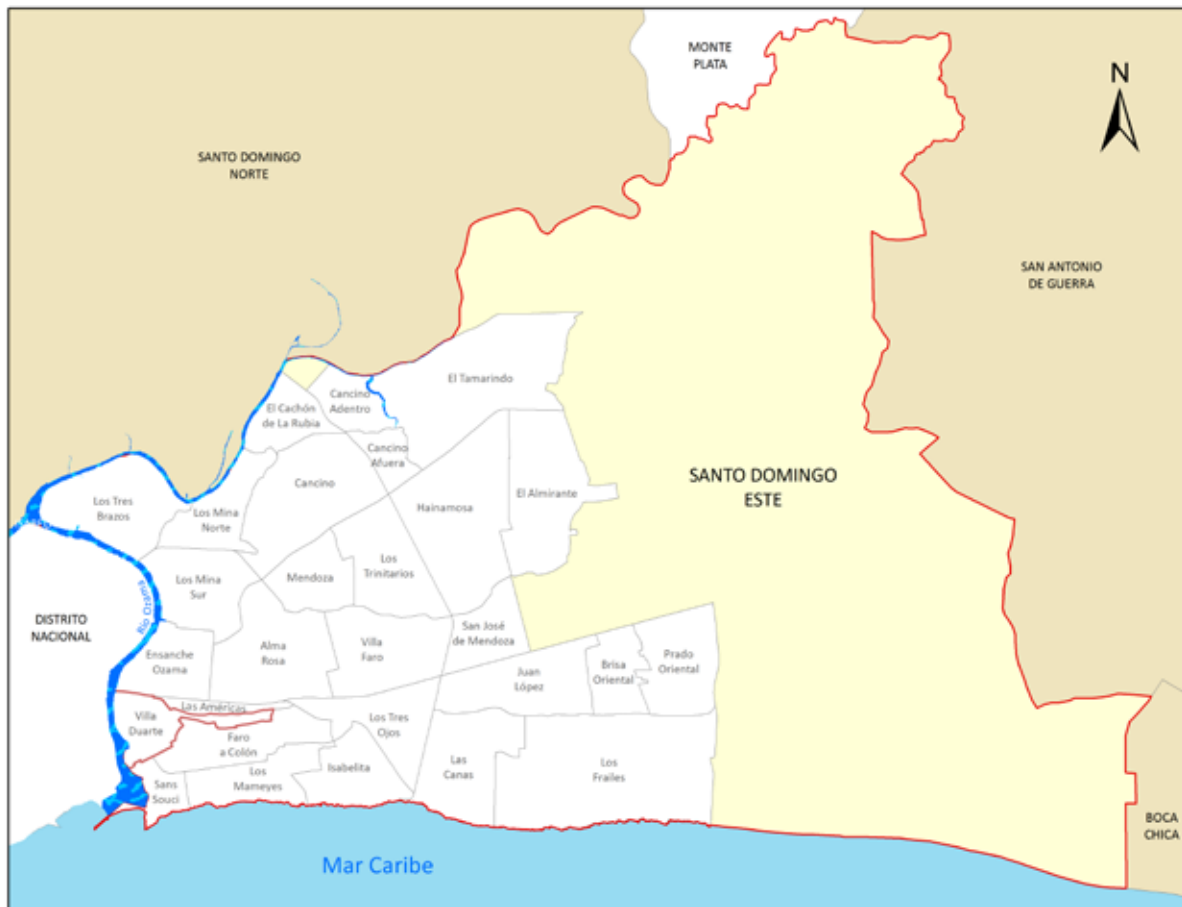 MONTE
PLATA
N
SANTO DOMINGO
NORTE
SAN ANTONIO
DE GUERRA
El Tamarindo
Cancino
Adentro
El Cachón
de La Rubia
Cancino
Afuera
Cancino
SANTO DOMINGO
ESTE
El Almirante
Los Tres
Brazos
Los Mina
Norte
Hainamosa
Los
Trinitarios
Los Mina
Sur
Mendoza
Río Ozama
DISTRITO
NACIONAL
San José
de Mendoza
Ensanche
Ozama
Alma
Rosa
Villa
Faro
Juan
López
Brisa
Oriental
Prado
Oriental
Las Américas
Villa
Duarte
Los Tres
Ojos
Faro
a Colón
Las
Canas
Los
Frailes
Isabelita
Los
Mameyes
Sans
Souci
BOCA
CHICA
Mar Caribe